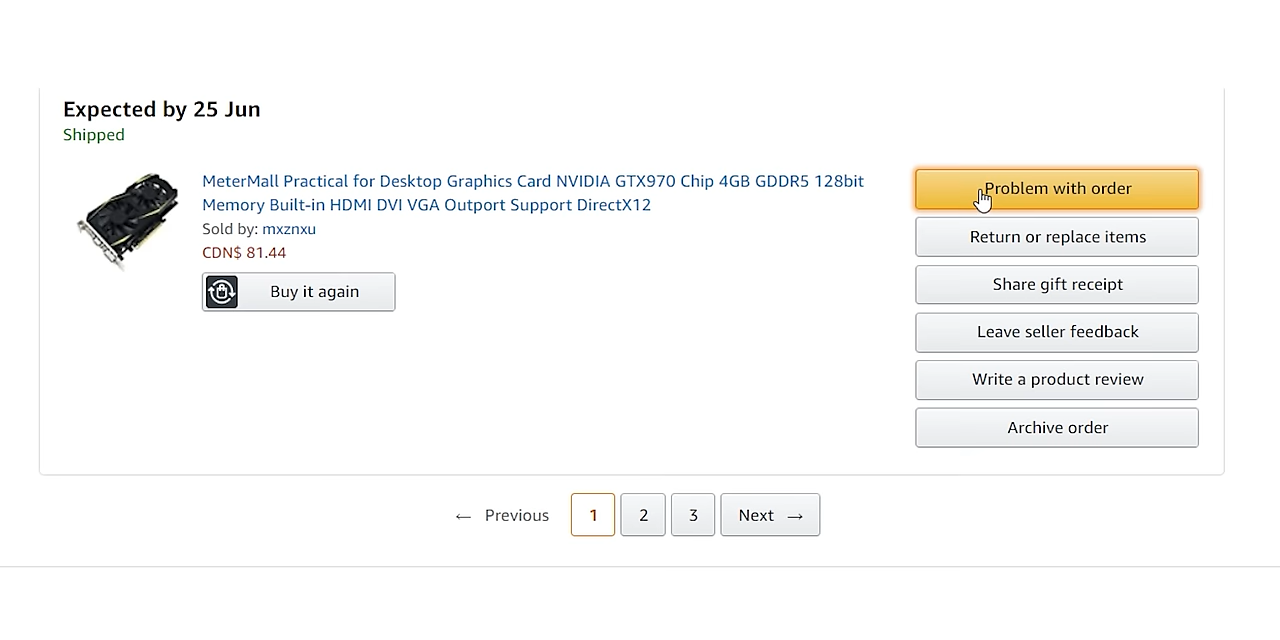 Expected by 25 Jun
Shipped
MeterMall Practical for Desktop Graphics Card NVIDIA GTX970 Chip 4GB GDDR5 128bit
Memory Built-in HDMI DVI VGA Outport Support DirectX12
Sold by: mxznxu
CDN$ 81.44
Buy it again
Problem with order
Return or replace items
Share gift receipt
Leave seller feedback
Write a product review
Archive order
← Previous 1 2 3 Next →